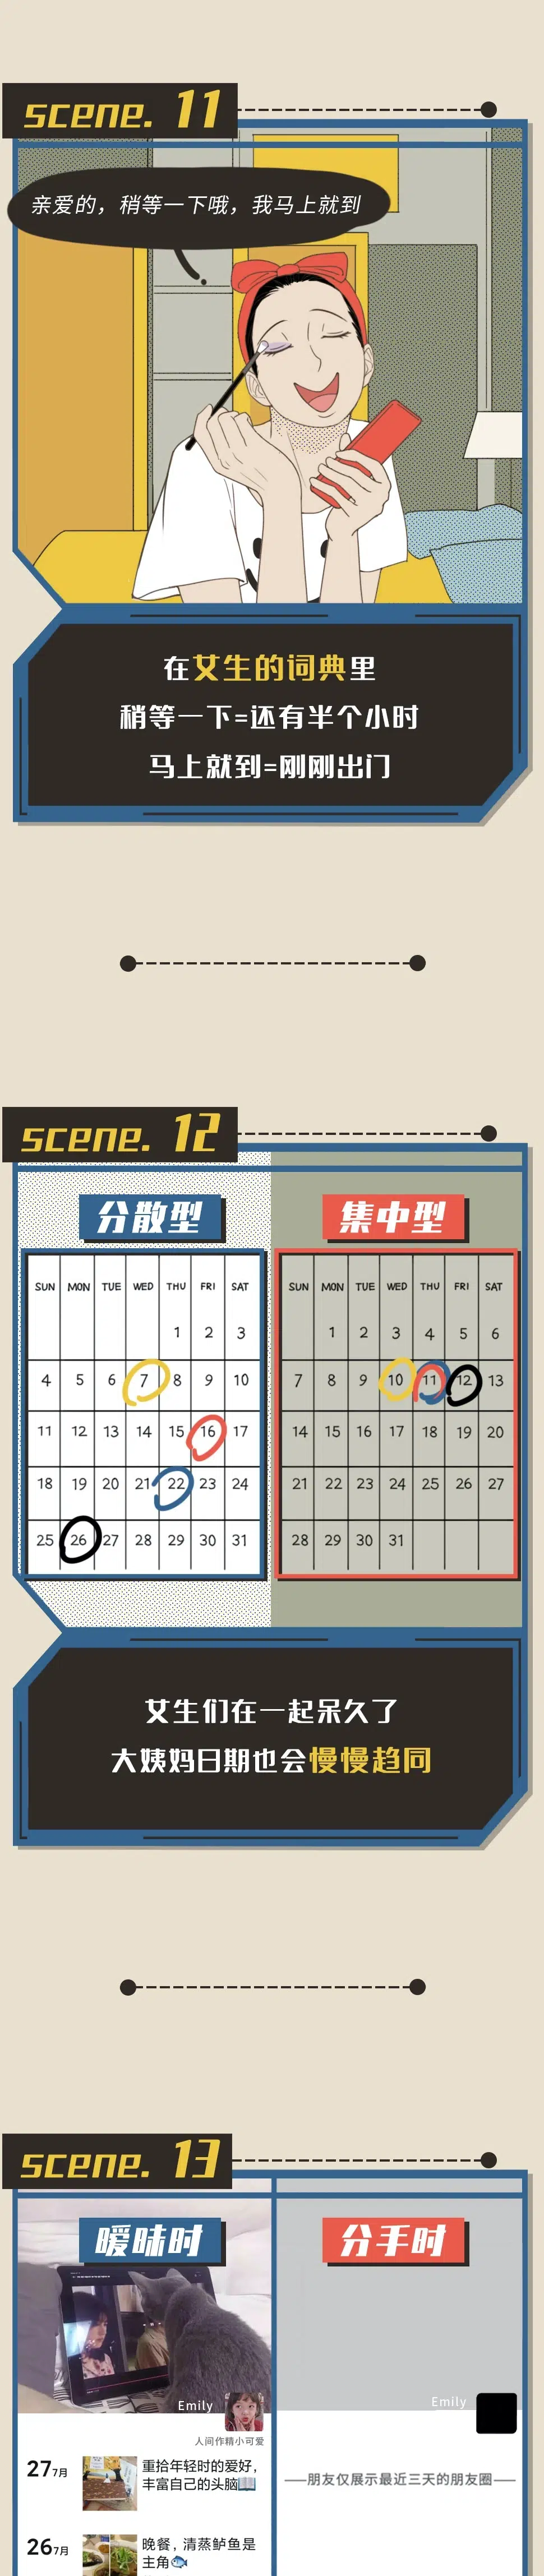 scene. 11
亲爱的，稍等一下哦，我马上就到
在女生的词典里
稍等一下=还有半个小时
马上就到=刚刚出门
scene. 12
分散型
SUN MON TUE WED THU FRI SAT
1 2 3
4 5 6 7 8 9 10
11 12 13 14 15 16 17
18 19 20 21 22 23 24
25 26 27 28 29 30 31
集中型
SUN MON TUE WED THU FRI SAT
1 2 3 4 5 6
7 8 9 10 11 12 13
14 15 16 17 18 19 20
21 22 23 24 25 26 27
28 29 30 31
女生们在一起呆久了
大姨妈日期也会慢慢趋同
scene. 13
暧昧时
Emily
人间作精小可爱
27 7月
重拾年轻时的爱好，
丰富自己的头脑📖
26 7月
晚餐，清蒸鲈鱼是
主角🐟
分手时
Emily
朋友仅展示最近三天的朋友圈